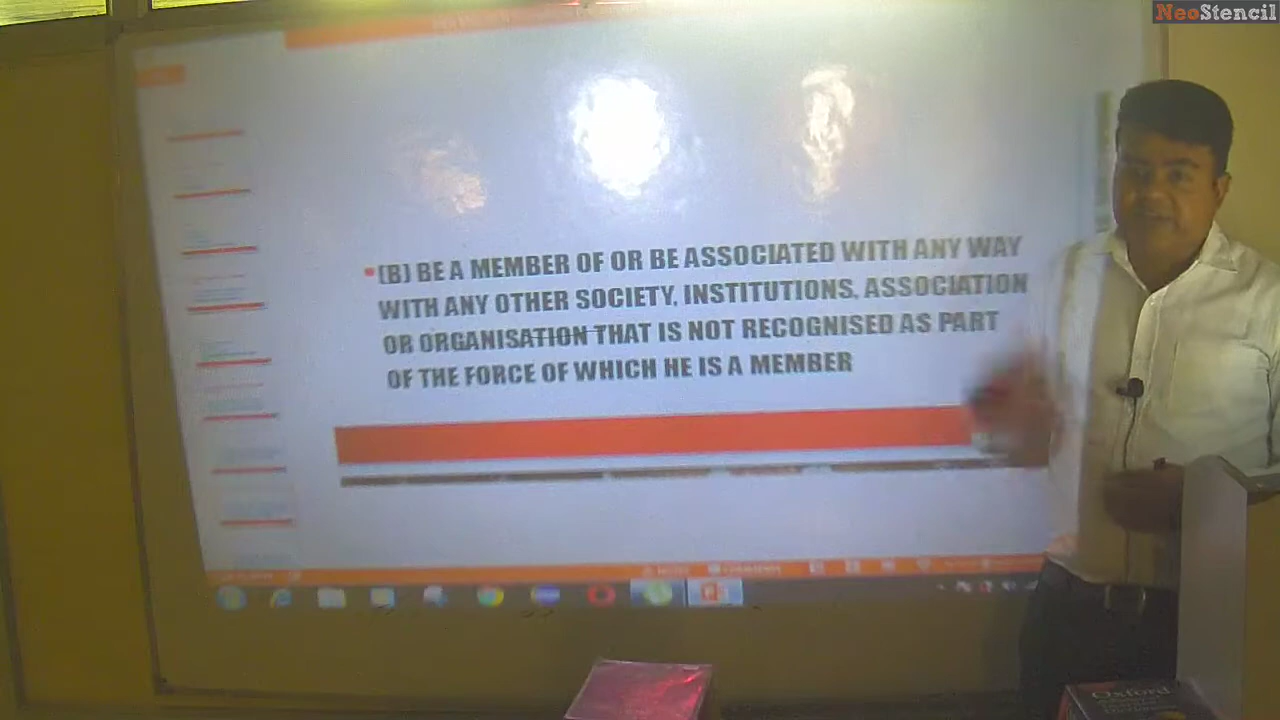 NeoStencil
(B) BE A MEMBER OF OR BE ASSOCIATED WITH ANY WAY
WITH ANY OTHER SOCIETY, INSTITUTIONS, ASSOCIATION
OR ORGANISATION THAT IS NOT RECOGNISED AS PART
OF THE FORCE OF WHICH HE IS A MEMBER
Oxford